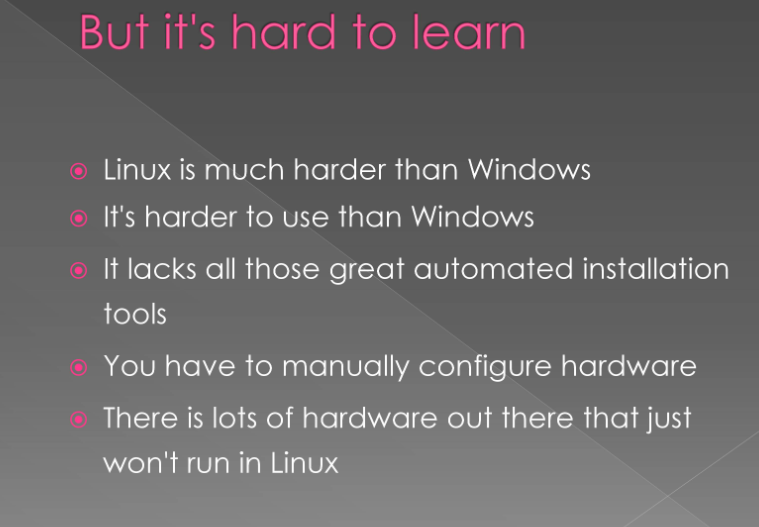 But it's hard to learn
Linux is much harder than Windows
It's harder to use than Windows
It lacks all those great automated installation
tools
You have to manually configure hardware
There is lots of hardware out there that just
won't run in Linux